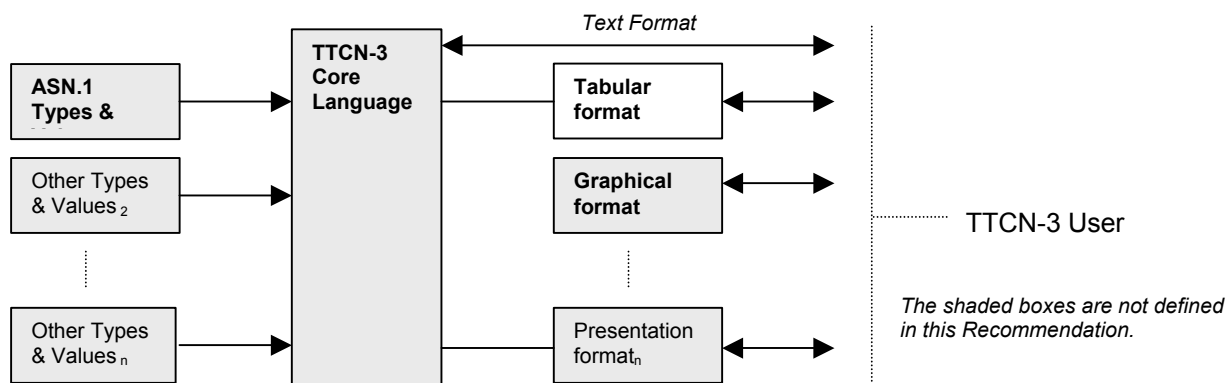 Text Format
TTCN-3
Core
Language
ASN.1
Types &
Tabular
format
Other Types
& Values 2
Graphical
format
TTCN-3 User
The shaded boxes are not defined
in this Recommendation.
Other Types
& Values n
Presentation
formatn